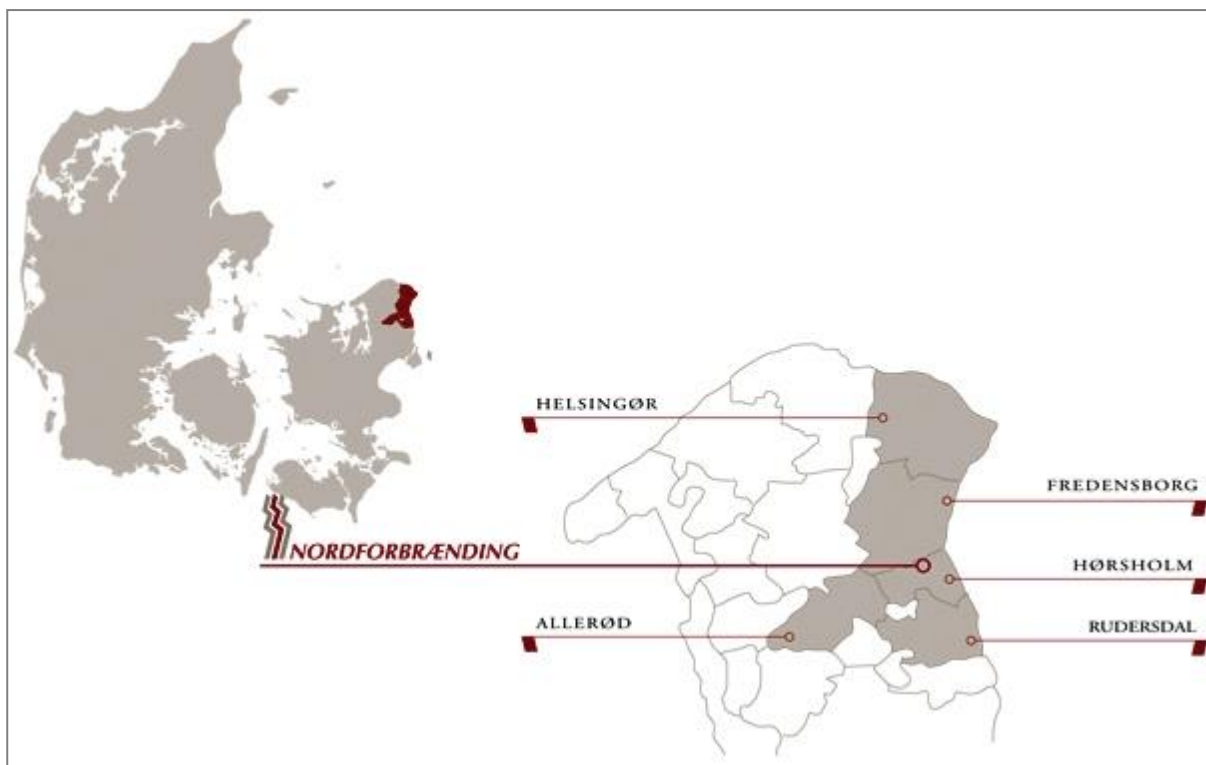 HELSINGØR
FREDENSBORG
NORDFORBRÆNDING
HØRSHOLM
ALLERØD
RUDERSDAL